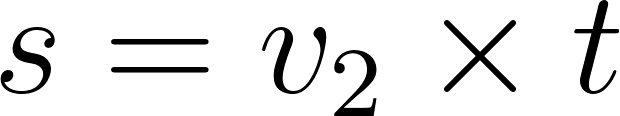 s = v₂ × t